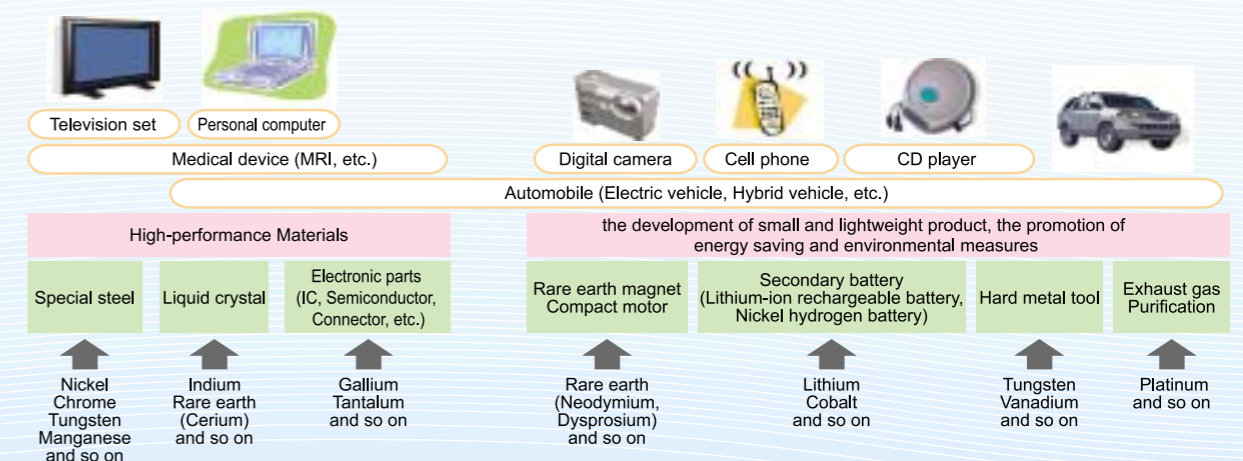 Television set
Personal computer
Medical device (MRI, etc.)
Digital camera
Cell phone
CD player
Automobile (Electric vehicle, Hybrid vehicle, etc.)
High-performance Materials
the development of small and lightweight product, the promotion of
energy saving and environmental measures
Special steel
Liquid crystal
Electronic parts
(IC, Semiconductor,
Connector, etc.)
Rare earth magnet
Compact motor
Secondary battery
(Lithium-ion rechargeable battery,
Nickel hydrogen battery)
Hard metal tool
Exhaust gas
Purification
Nickel
Chrome
Tungsten
Manganese
and so on
Indium
Rare earth
(Cerium)
and so on
Gallium
Tantalum
and so on
Rare earth
(Neodymium,
Dysprosium)
and so on
Lithium
Cobalt
and so on
Tungsten
Vanadium
and so on
Platinum
and so on